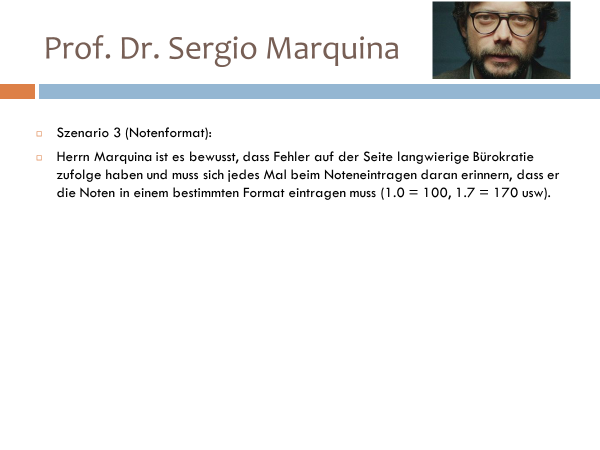 Prof. Dr. Sergio Marquina
Szenario 3 (Notenformat):
Herrn Marquina ist es bewusst, dass Fehler auf der Seite langwierige Bürokratie
zufolge haben und muss sich jedes Mal beim Noteneintragen daran erinnern, dass er
die Noten in einem bestimmten Format eintragen muss (1.0 = 100, 1.7 = 170 usw).